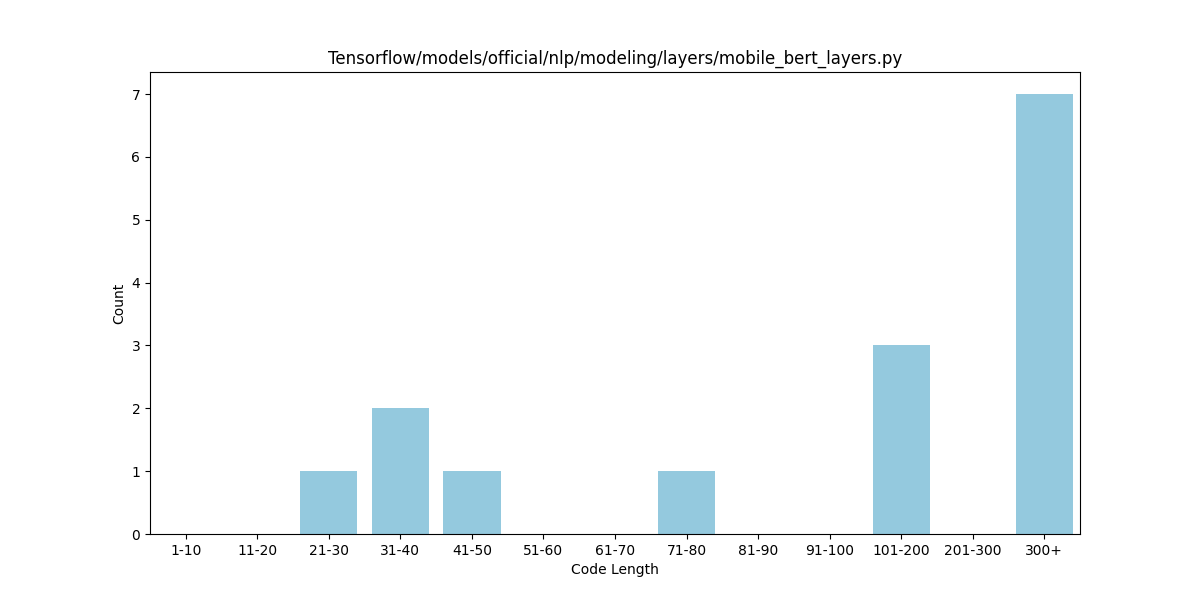 Tensorflow/models/official/nlp/modeling/layers/mobile_bert_layers.py
7
6
5
4
3
2
1
0
Count
1-10 11-20 21-30 31-40 41-50 51-60 61-70 71-80 81-90 91-100 101-200 201-300 300+
Code Length